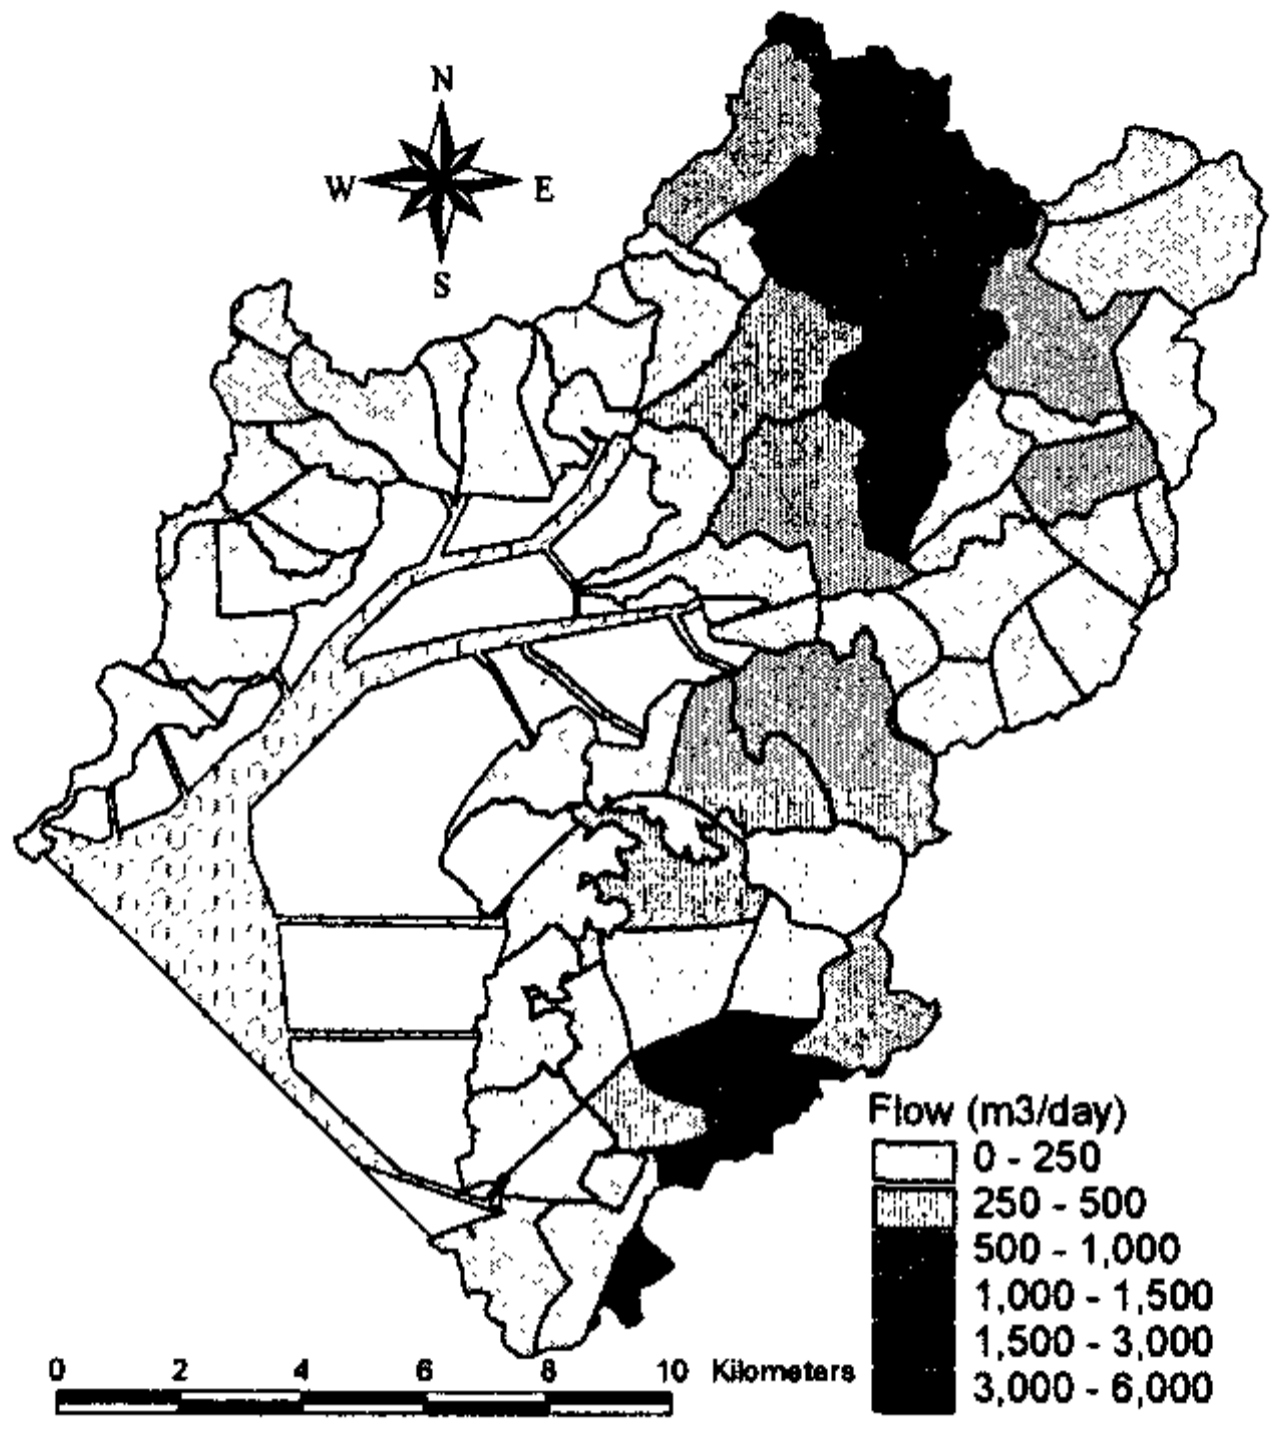 N
W E
S
Flow (m3/day)
0 - 250
250 - 500
500 - 1,000
1,000 - 1,500
1,500 - 3,000
3,000 - 6,000
0 2 4 6 8 10 Kilometers